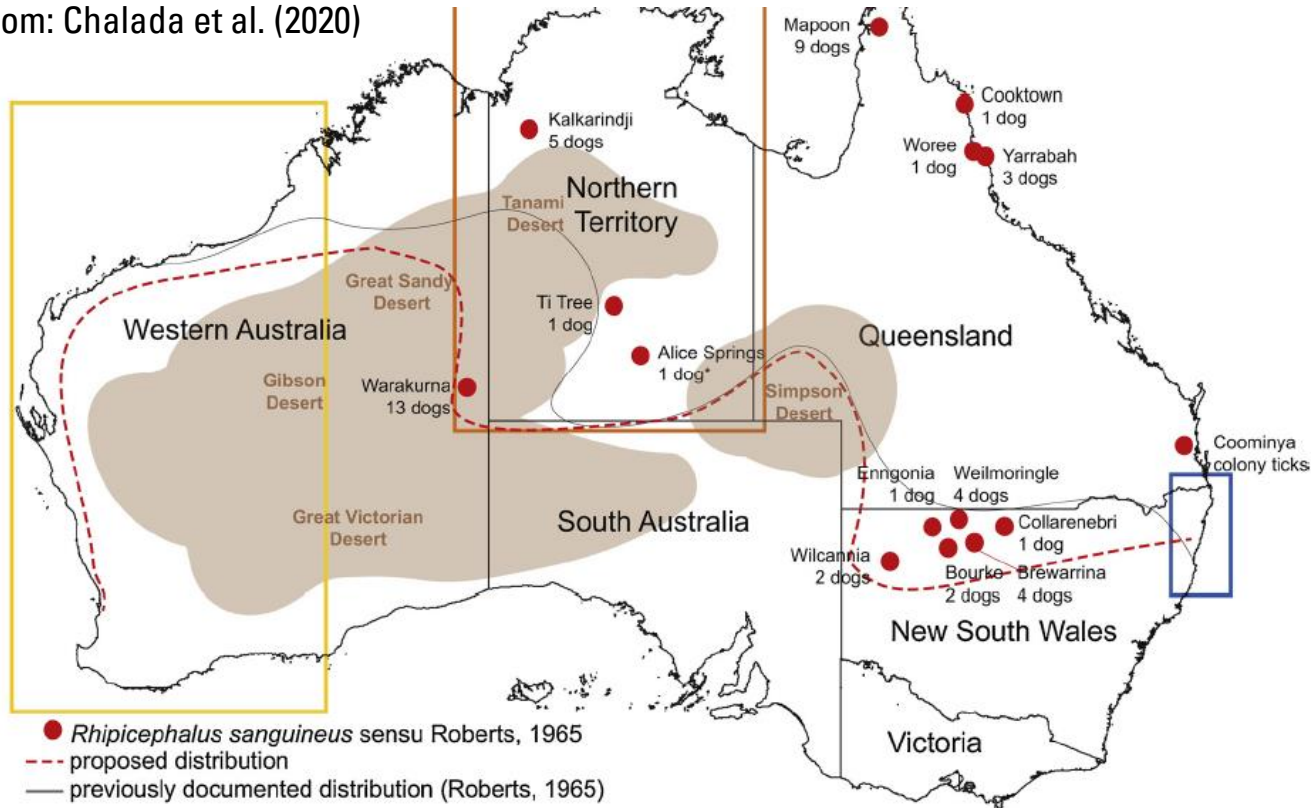 om: Chalada et al. (2020)
Mapoon
9 dogs
Cooktown
1 dog
Kalkarindji
5 dogs
Woree
1 dog
Yarrabah
3 dogs
Northern
Territory
Tanami
Desert
Great Sandy
Desert
Ti Tree
1 dog
Western Australia
Queensland
Alice Springs
1 dog*
Gibson
Desert
Warakurna
13 dogs
Simpson
Desert
Coominya
colony ticks
Enngonia
1 dog
Weilmoringle
4 dogs
Great Victorian
Desert
South Australia
Collarenebri
1 dog
Wilcannia
2 dogs
Bourke
2 dogs
Brewarrina
4 dogs
New South Wales
Victoria
Rhipicephalus sanguineus sensu Roberts, 1965
proposed distribution
previously documented distribution (Roberts, 1965)